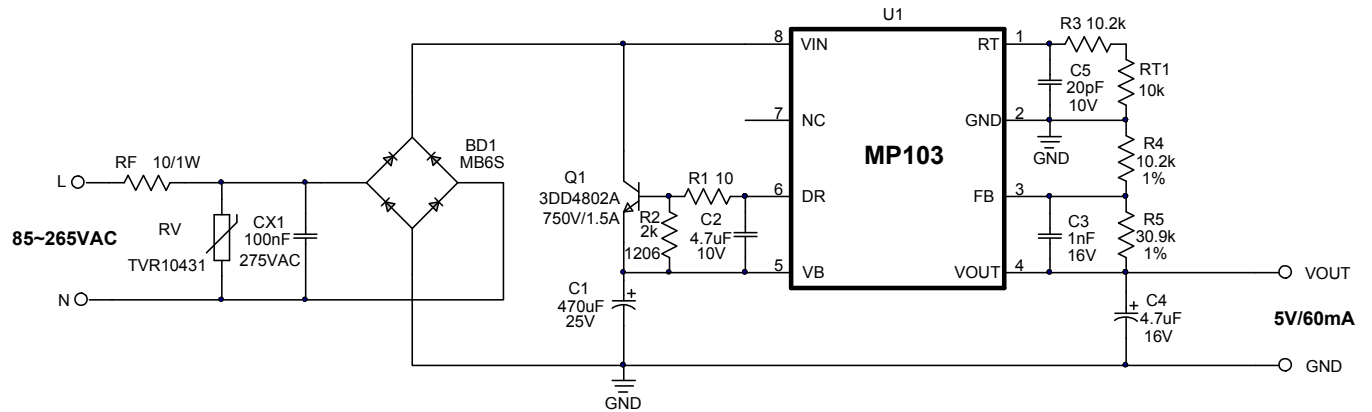 U1
8 VIN
RT 1
R3 10.2k
C5
20pF
10V
RT1
10k
7 NC
GND 2
GND
MP103
BD1
MB6S
RF 10/1W
L
R4
10.2k
1%
Q1
3DD4802A
750V/1.5A
R1 10
6 DR
FB 3
R2
2k
1206
C2
4.7uF
10V
C3
1nF
16V
R5
30.9k
1%
85~265VAC
RV
TVR10431
CX1
100nF
275VAC
5 VB
VOUT 4
VOUT
N
C1
470uF
25V
+
+
C4
4.7uF
16V
5V/60mA
GND
GND